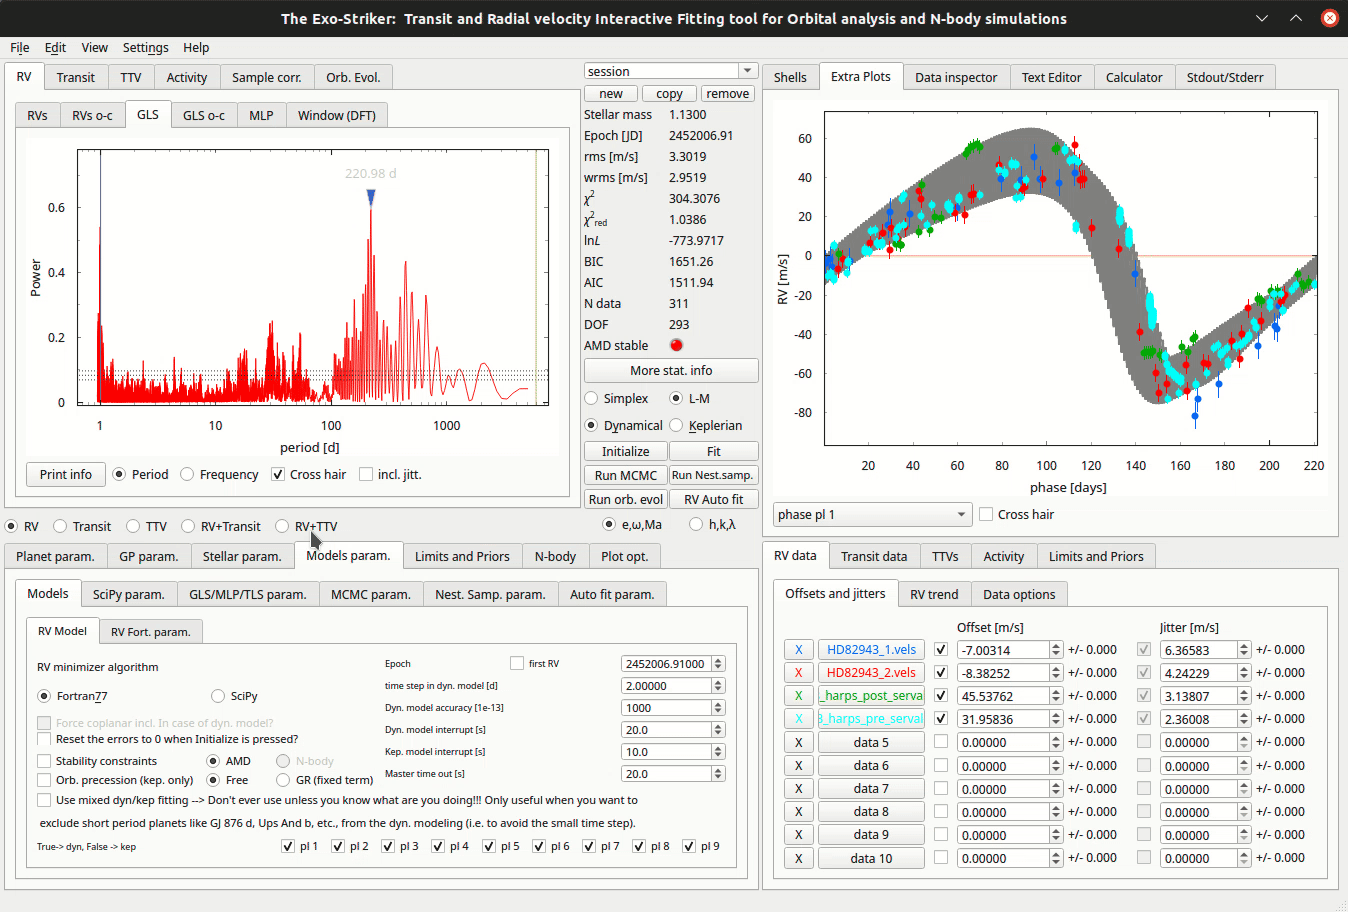 The Exo-Striker: Transit and Radial velocity Interactive Fitting tool for Orbital analysis and N-body simulations
File Edit View Settings Help
RV Transit TTV Activity Sample corr. Orb. Evol.
RVs RVs o-c GLS GLS o-c MLP Window (DFT)
220.98 d
0.6
0.4
0.2
0
Power
1 10 100 1000
period [d]
Print info Period Frequency Cross hair incl. jitt.
RV Transit TTV RV+Transit RV+TTV
session
new copy remove
Stellar mass 1.1300
Epoch [JD] 2452006.91
rms [m/s] 3.3019
wrms [m/s] 2.9519
χ² 304.3076
χ²red 1.0386
lnL -773.9717
BIC 1651.26
AIC 1511.94
N data 311
DOF 293
AMD stable
More stat. info
Simplex L-M
Dynamical Keplerian
Initialize Fit
Run MCMC Run Nest.samp.
Run orb. evol RV Auto fit
e,ω,Ma h,k,λ
Shells Extra Plots Data inspector Text Editor Calculator Stdout/Stderr
60
40
20
0
-20
-40
-60
-80
RV [m/s]
20 40 60 80 100 120 140 160 180 200 220
phase [days]
phase pl 1 Cross hair
Planet param. GP param. Stellar param. Models param. Limits and Priors N-body Plot opt.
Models SciPy param. GLS/MLP/TLS param. MCMC param. Nest. Samp. param. Auto fit param.
RV Model RV Fort. param.
RV minimizer algorithm
Fortran77 SciPy
Force coplanar incl. In case of dyn. model?
Reset the errors to 0 when Initialize is pressed?
Stability constraints AMD N-body
Orb. precession (kep. only) Free GR (fixed term)
Epoch first RV 2452006.91000
time step in dyn. model [d] 2.00000
Dyn. model accuracy [1e-13] 1000
Dyn. model interrupt [s] 20.0
Kep. model interrupt [s] 10.0
Master time out [s] 20.0
Use mixed dyn/kep fitting --> Don't ever use unless you know what are you doing!!! Only useful when you want to
exclude short period planets like GJ 876 d, Ups And b, etc., from the dyn. modeling (i.e. to avoid the small time step).
True-> dyn, False -> kep pl 1 pl 2 pl 3 pl 4 pl 5 pl 6 pl 7 pl 8 pl 9
RV data Transit data TTVs Activity Limits and Priors
Offsets and jitters RV trend Data options
Offset [m/s] Jitter [m/s]
X HD82943_1.vels -7.00314 +/- 0.000 6.36583 +/- 0.000
X HD82943_2.vels -8.38252 +/- 0.000 4.24229 +/- 0.000
X _harps_post_serval 45.53762 +/- 0.000 3.13807 +/- 0.000
X 3_harps_pre_serval 31.95836 +/- 0.000 2.36008 +/- 0.000
X data 5 0.00000 +/- 0.000 0.00000 +/- 0.000
X data 6 0.00000 +/- 0.000 0.00000 +/- 0.000
X data 7 0.00000 +/- 0.000 0.00000 +/- 0.000
X data 8 0.00000 +/- 0.000 0.00000 +/- 0.000
X data 9 0.00000 +/- 0.000 0.00000 +/- 0.000
X data 10 0.00000 +/- 0.000 0.00000 +/- 0.000